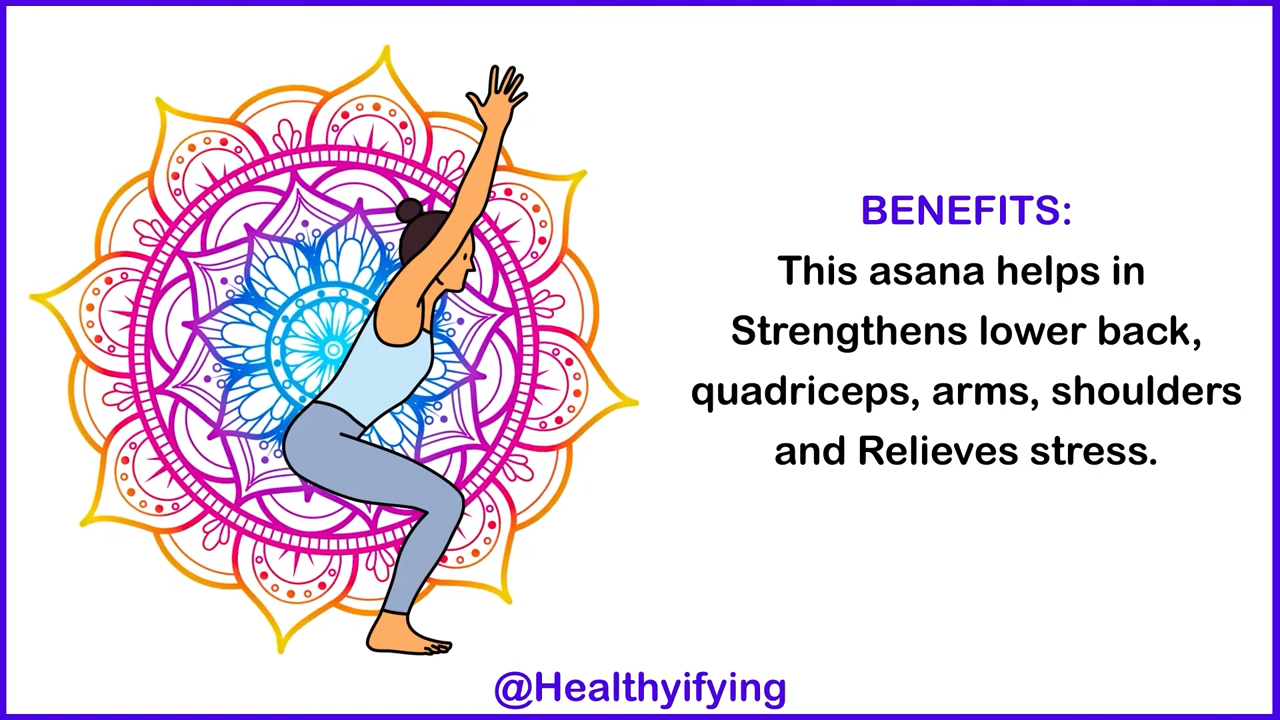 BENEFITS:
This asana helps in
Strengthens lower back,
quadriceps, arms, shoulders
and Relieves stress.
@Healthyifying